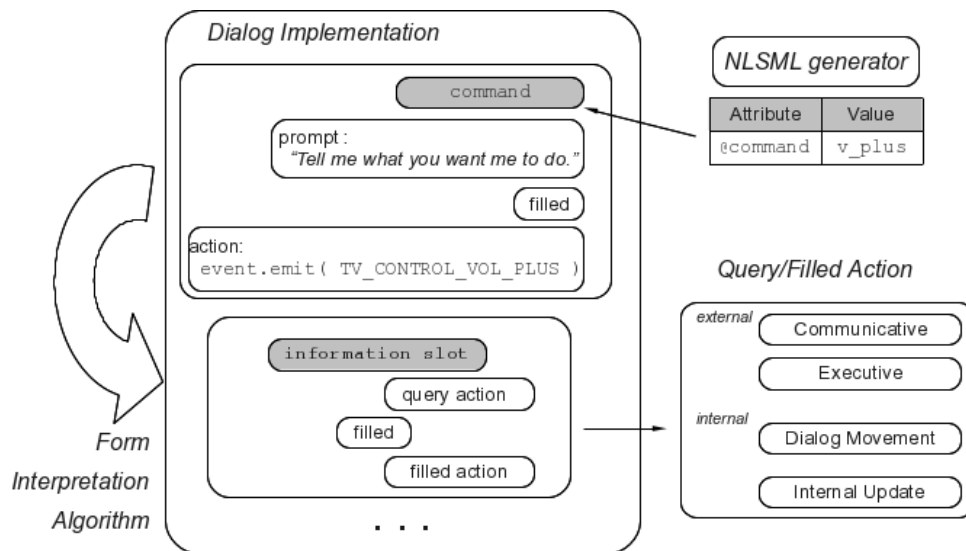 Dialog Implementation
command
prompt :
"Tell me what you want me to do."
filled
action:
event.emit( TV_CONTROL_VOL_PLUS )
information slot
query action
filled
filled action
. . .
Form
Interpretation
Algorithm
NLSML generator
Attribute Value
@command v_plus
Query/Filled Action
external
Communicative
Executive
internal
Dialog Movement
Internal Update